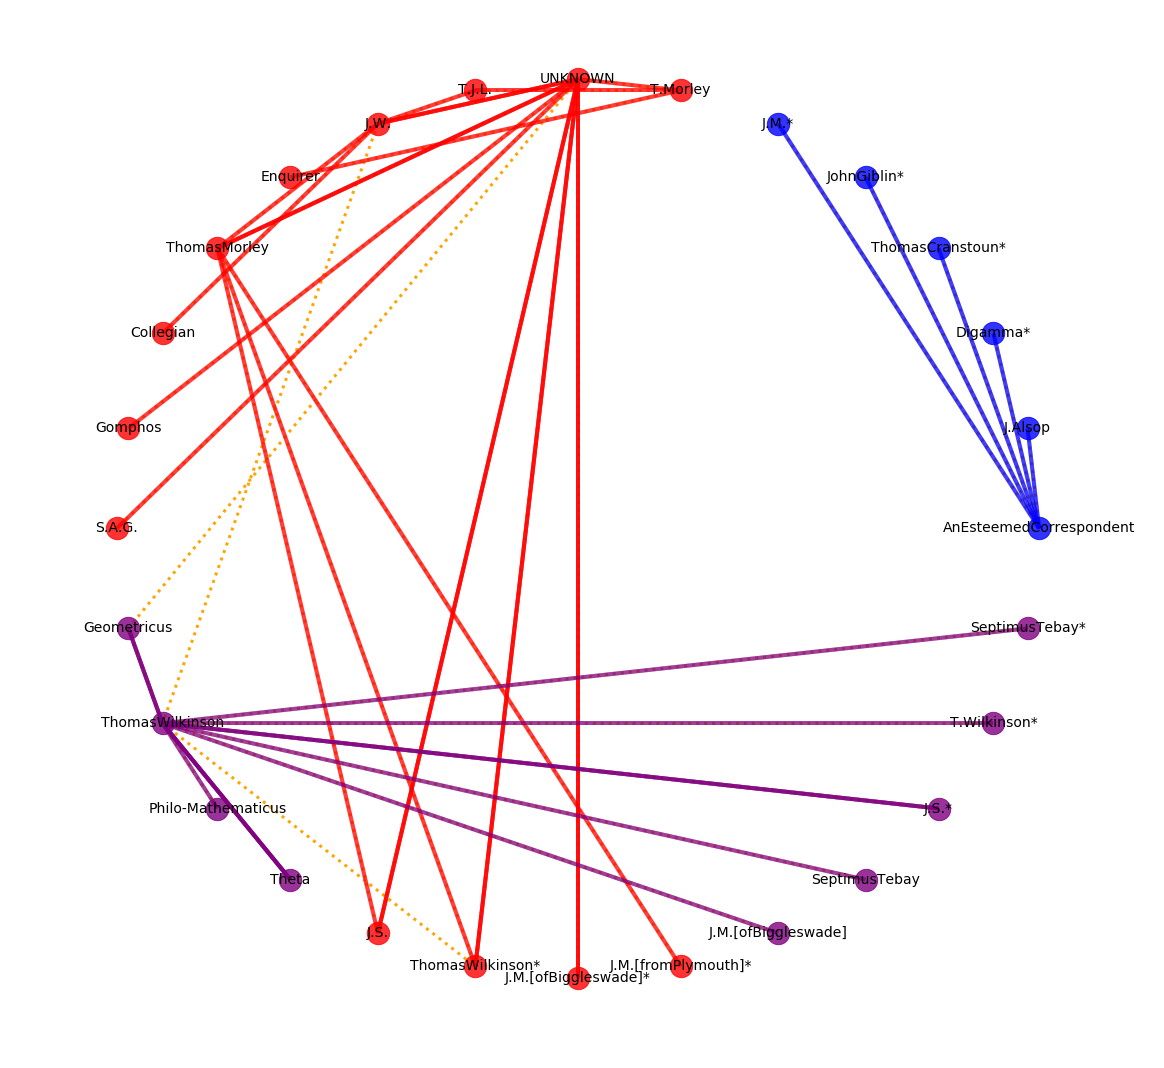 UNKNOWN
T.J.L.
T.Morley
J.W.
J.M.*
Enquirer
JohnGiblin*
ThomasMorley
ThomasCranstoun*
Collegian
Digamma*
Gomphos
J.Alsop
S.A.G.
AnEsteemedCorrespondent
Geometricus
SeptimusTebay*
ThomasWilkinson
T.Wilkinson*
Philo-Mathematicus
J.S.*
Theta
SeptimusTebay
J.S.
J.M.[ofBiggleswade]
ThomasWilkinson*
J.M.[fromPlymouth]*
J.M.[ofBiggleswade]*